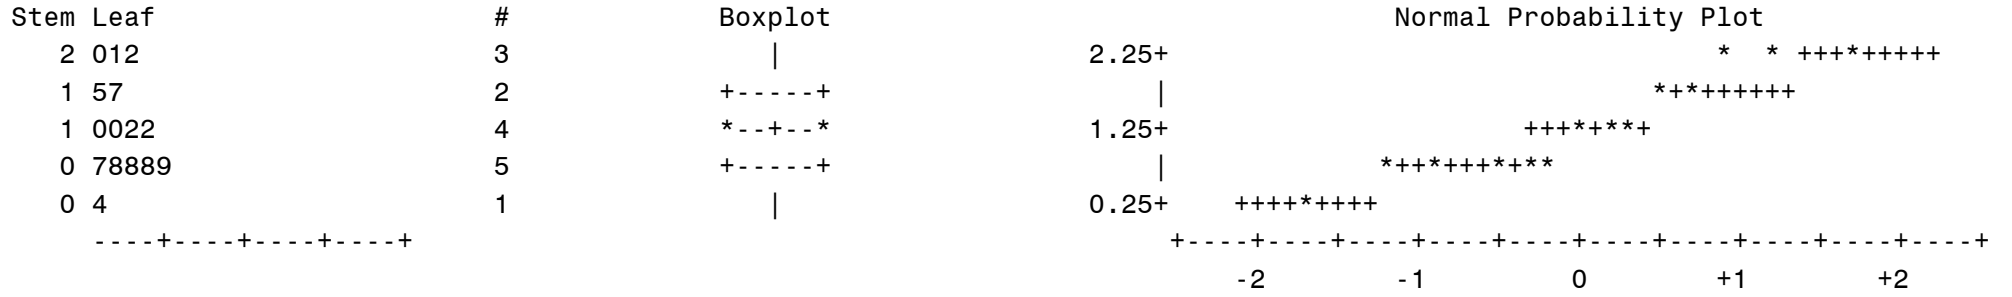 Stem Leaf                     #             Boxplot                                   Normal Probability Plot
   2 012                      3                |                   2.25+                                  *  * +++*+++++
   1 57                       2             +-----+                    |                              *+*++++++
   1 0022                     4             *--+--*                1.25+                      +++*+**+
   0 78889                    5             +-----+                    |             *++*+++*+**
   0 4                        1                |                   0.25+    ++++*++++
     ----+----+----+----+                                               +----+----+----+----+----+----+----+----+----+----+
                                                                            -2        -1         0        +1        +2